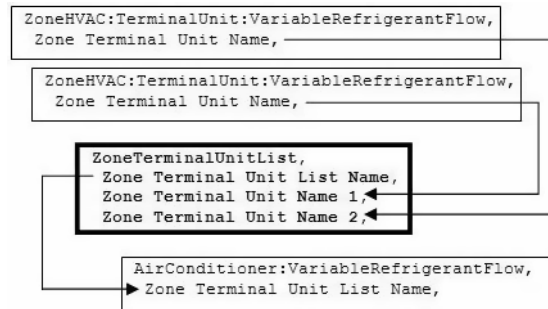 ZoneHVAC:TerminalUnit:VariableRefrigerantFlow,
Zone Terminal Unit Name,
ZoneHVAC:TerminalUnit:VariableRefrigerantFlow,
Zone Terminal Unit Name,
ZoneTerminalUnitList,
Zone Terminal Unit List Name,
Zone Terminal Unit Name 1,
Zone Terminal Unit Name 2,
AirConditioner:VariableRefrigerantFlow,
Zone Terminal Unit List Name,